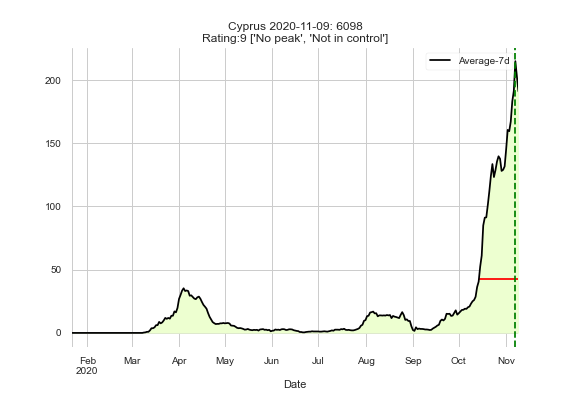 Cyprus 2020-11-09: 6098
Rating:9 ['No peak', 'Not in control']
Average-7d
200
150
100
50
0
Feb Mar Apr May Jun Jul Aug Sep Oct Nov
2020
Date